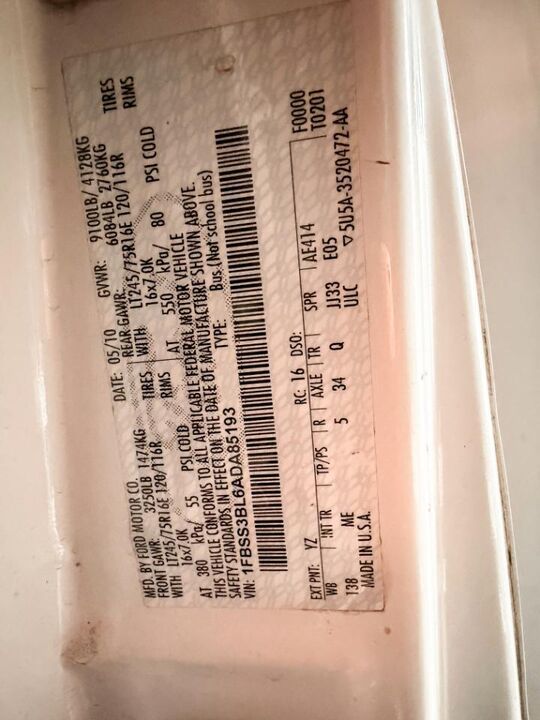 MFD. BY FORD MOTOR CO. DATE: 05/10 GVWR: 9100LB/ 4128KG
FRONT GAWR: 3250LB 1474KG REAR GAWR: 6084LB 2760KG
WITH LT245/75R16E 120/116R TIRES WITH LT245/75R16E 120/116R TIRES
16x7.0K RIMS 16x7.0K RIMS
AT 380 kPa/ 55 PSI COLD AT 550 kPa/ 80 PSI COLD
THIS VEHICLE CONFORMS TO ALL APPLICABLE FEDERAL MOTOR VEHICLE
SAFETY STANDARDS IN EFFECT ON THE DATE OF MANUFACTURE SHOWN ABOVE.
VIN: 1FBSS3BL6ADA85193 TYPE: Bus (Not school bus)
F0000
T0201
EXT PNT: YZ RC: 16 DSO:
WB INT TR TP/PS R AXLE TR SPR AE414
138 ME 5 34 Q JJ33 E05
MADE IN U.S.A. ULC ▽5U5A-3520472-AA